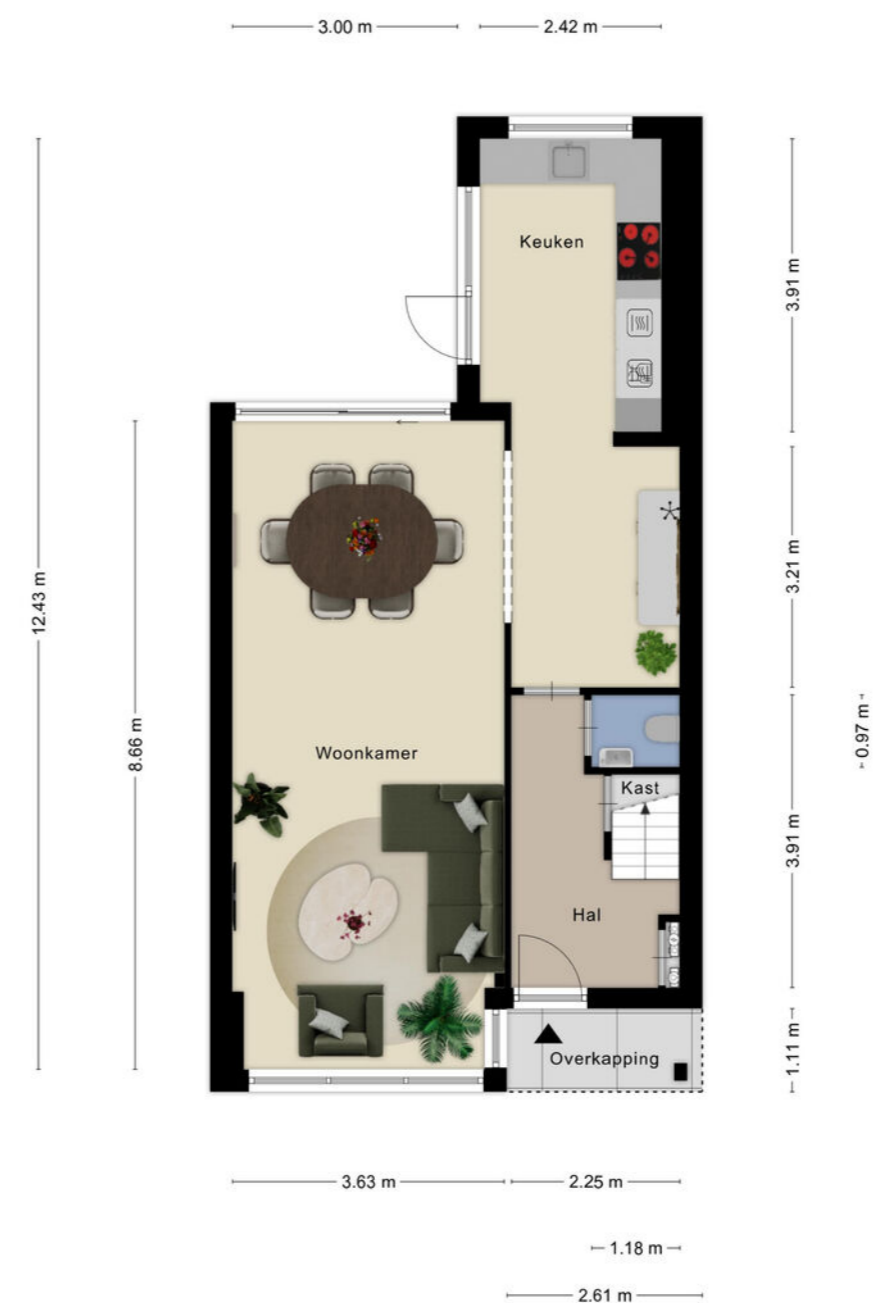 3.00 m
2.42 m
Keuken
3.91 m
12.43 m
3.21 m
8.66 m
0.97 m
Woonkamer
Kast
3.91 m
Hal
Overkapping
1.11 m
3.63 m
2.25 m
1.18 m
2.61 m